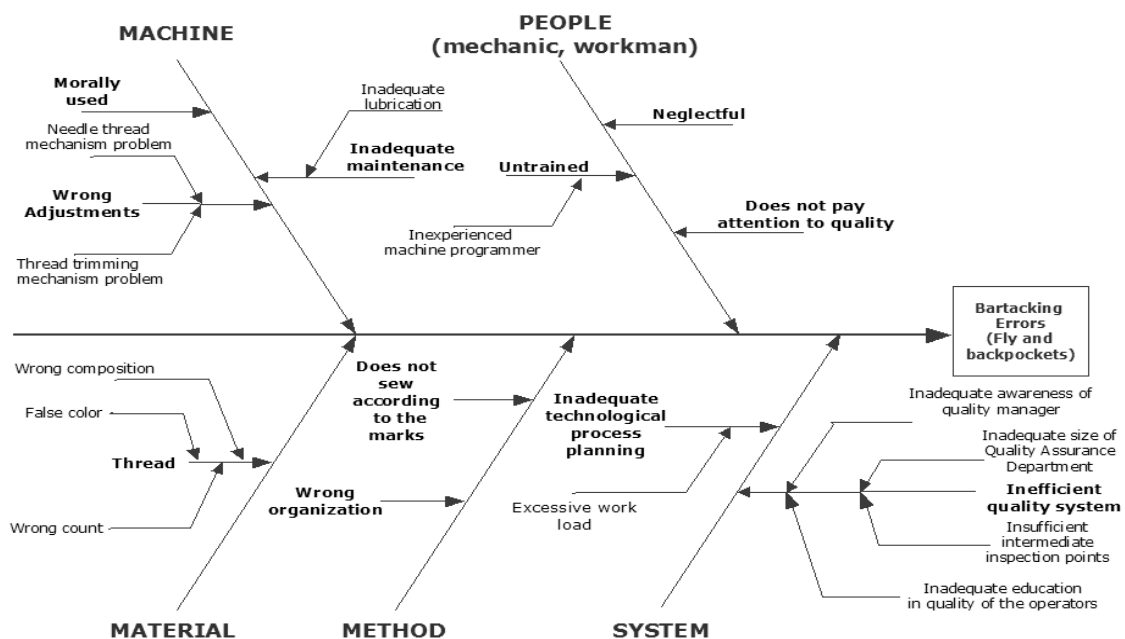 MACHINE
PEOPLE
(mechanic, workman)
Morally
used
Inadequate
lubrication
Needle thread
mechanism problem
Inadequate
maintenance
Wrong
Adjustments
Thread trimming
mechanism problem
Neglectful
Untrained
Inexperienced
machine programmer
Does not pay
attention to quality
Bartacking
Errors
(Fly and
backpockets)
Wrong composition
False color
Thread
Wrong count
Does not
sew
according
to the
marks
Wrong
organization
Inadequate
technological
process
planning
Excessive work
load
Inadequate awareness of
quality manager
Inadequate size of
Quality Assurance
Department
Inefficient
quality system
Insufficient
intermediate
inspection points
Inadequate education
in quality of the operators
MATERIAL
METHOD
SYSTEM